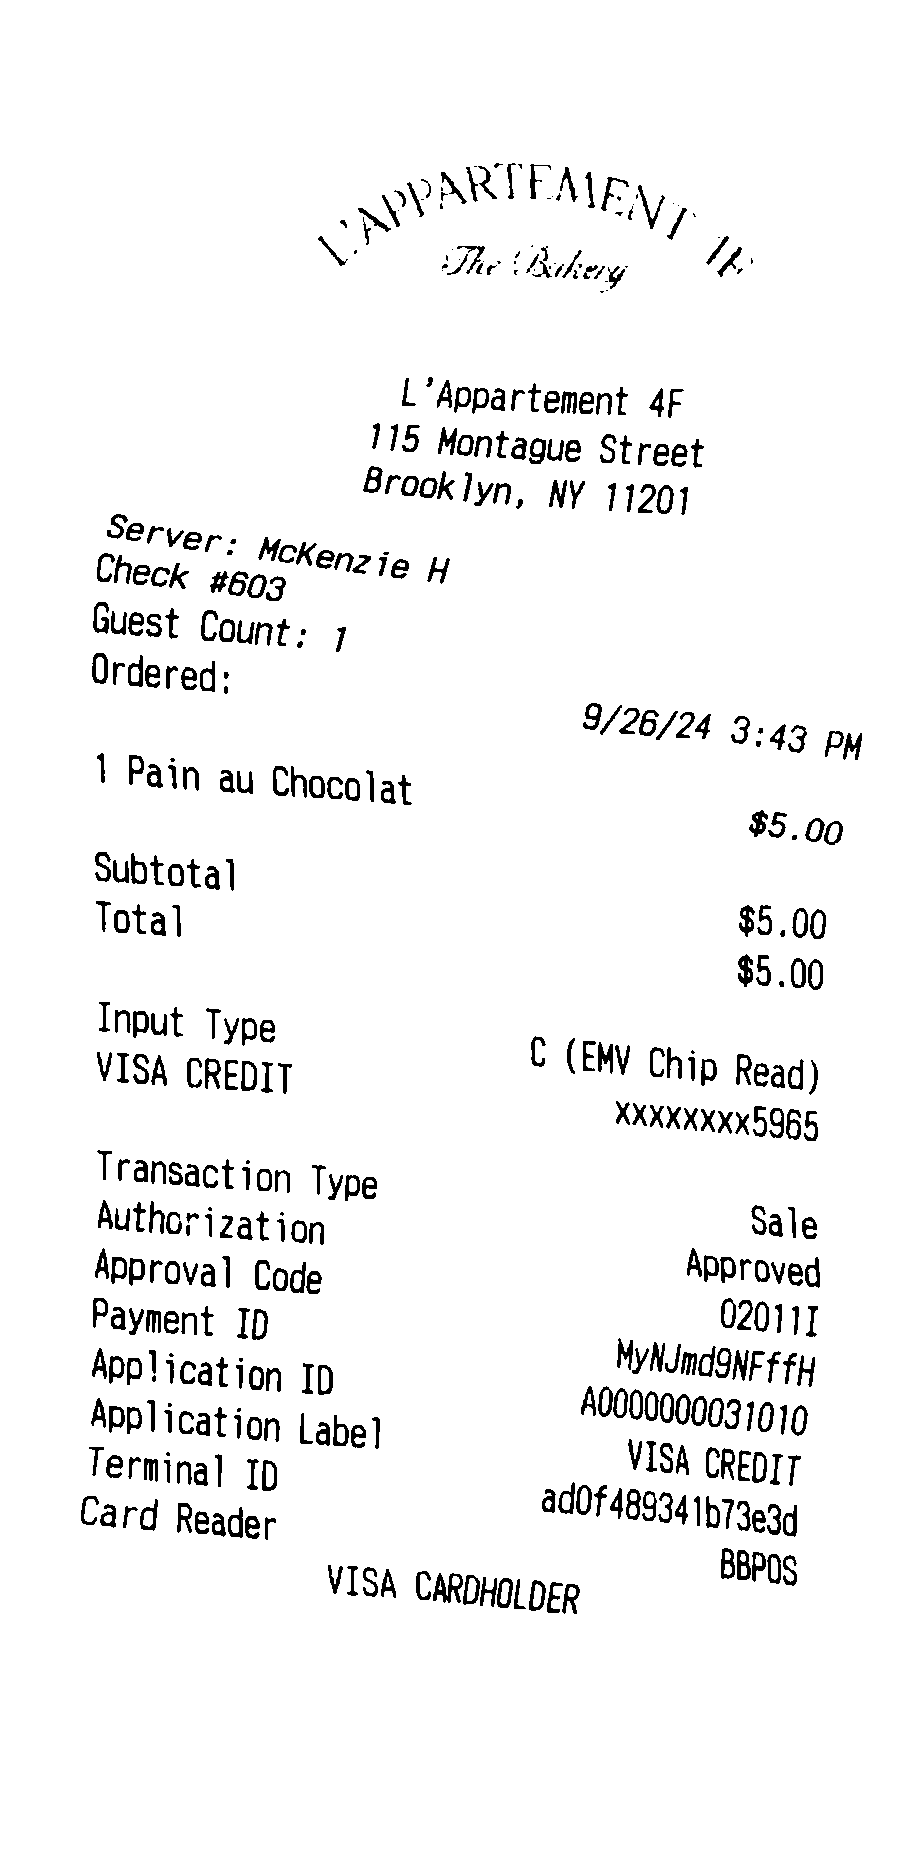 L'APPARTEMENT 4F
The Bakery
L'Appartement 4F
115 Montague Street
Brooklyn, NY 11201
Server: McKenzie H
Check #603
Guest Count: 1
Ordered:
9/26/24 3:43 PM
1 Pain au Chocolat
$5.00
Subtotal
$5.00
Total
$5.00
Input Type
C (EMV Chip Read)
VISA CREDIT
xxxxxxxx5965
Transaction Type
Sale
Authorization
Approved
Approval Code
02011I
Payment ID
MyNJmd9NFffH
Application ID
A0000000031010
Application Label
VISA CREDIT
Terminal ID
ad0f489341b73e3d
Card Reader
BBPOS
VISA CARDHOLDER